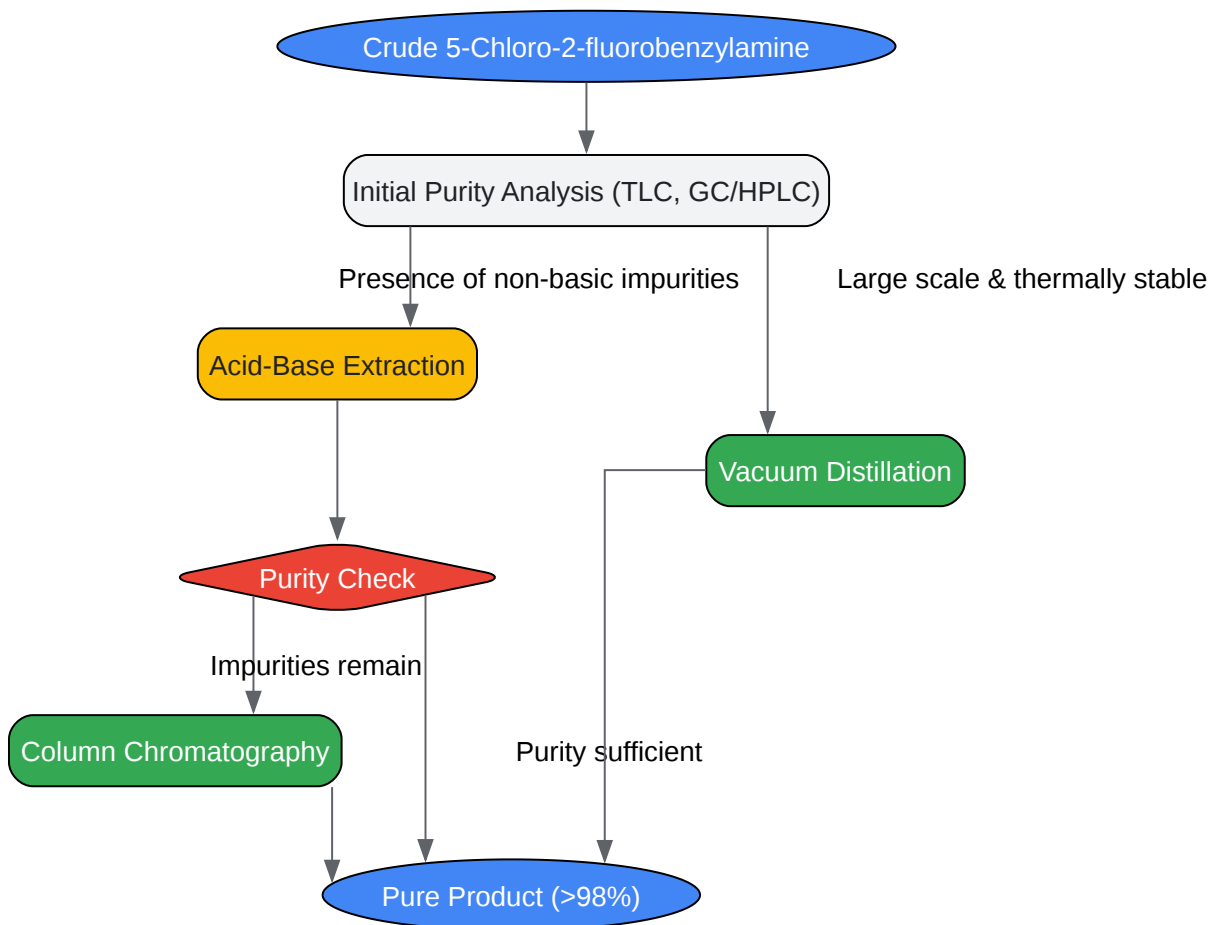 Crude 5-Chloro-2-fluorobenzylamine
Initial Purity Analysis (TLC, GC/HPLC)
Presence of non-basic impurities
Large scale & thermally stable
Acid-Base Extraction
Vacuum Distillation
Purity Check
Impurities remain
Column Chromatography
Purity sufficient
Pure Product (>98%)